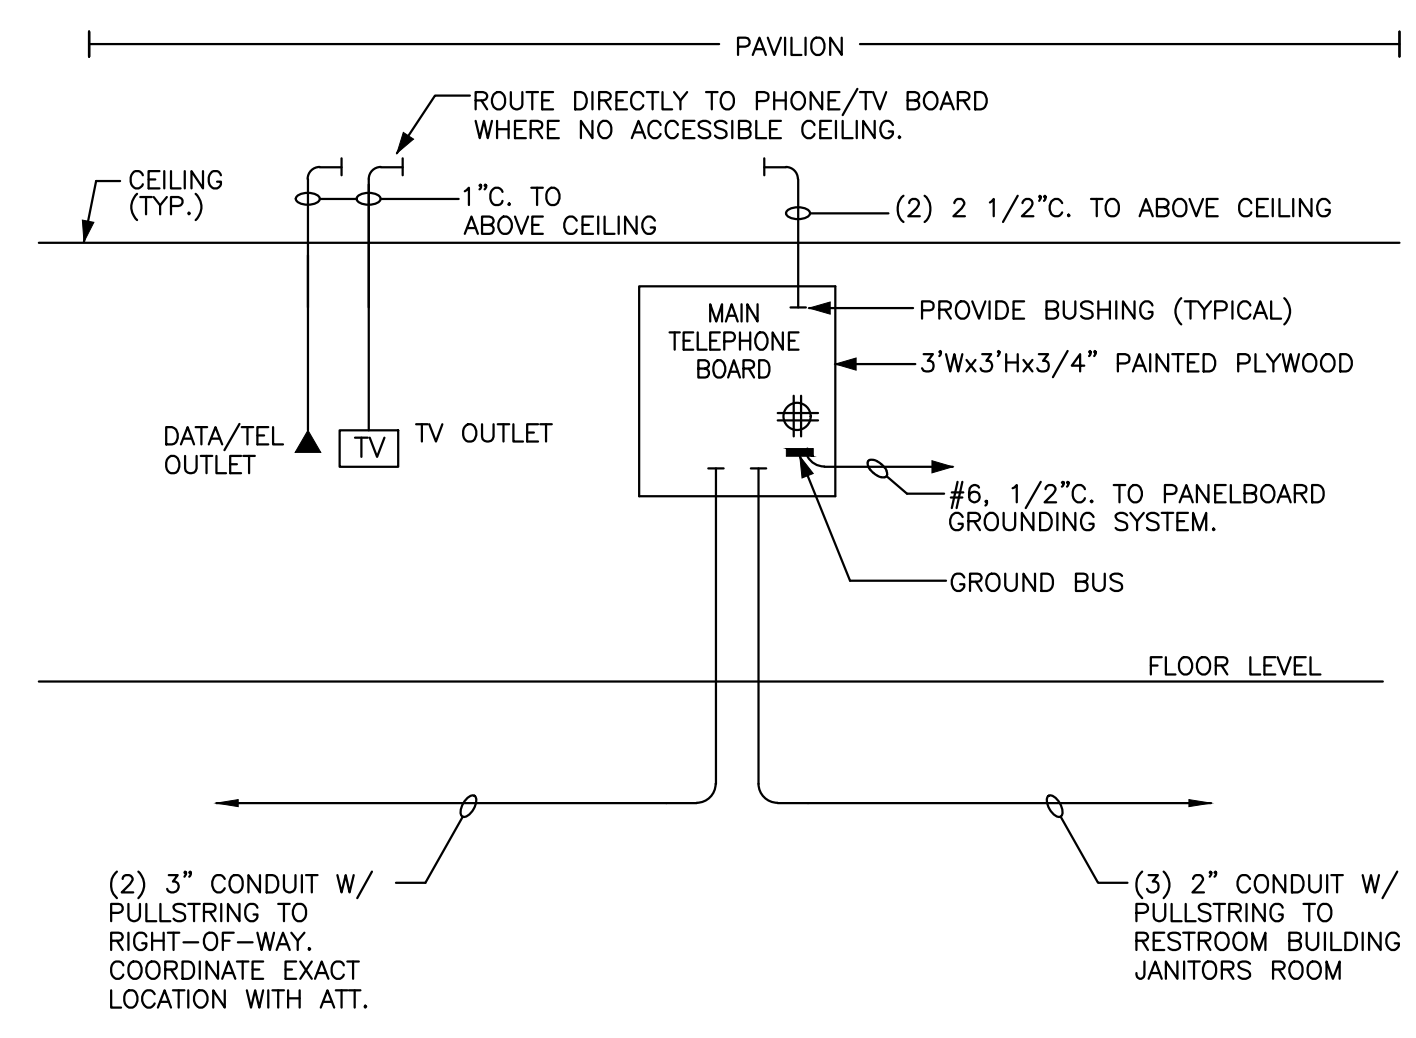 PAVILION
ROUTE DIRECTLY TO PHONE/TV BOARD
WHERE NO ACCESSIBLE CEILING.
CEILING
(TYP.)
1"C. TO
ABOVE CEILING
(2) 2 1/2"C. TO ABOVE CEILING
MAIN
TELEPHONE
BOARD
PROVIDE BUSHING (TYPICAL)
3'Wx3'Hx3/4" PAINTED PLYWOOD
DATA/TEL
OUTLET
TV
TV OUTLET
#6, 1/2"C. TO PANELBOARD
GROUNDING SYSTEM.
GROUND BUS
FLOOR LEVEL
(2) 3" CONDUIT W/
PULLSTRING TO
RIGHT-OF-WAY.
COORDINATE EXACT
LOCATION WITH ATT.
(3) 2" CONDUIT W/
PULLSTRING TO
RESTROOM BUILDING
JANITORS ROOM